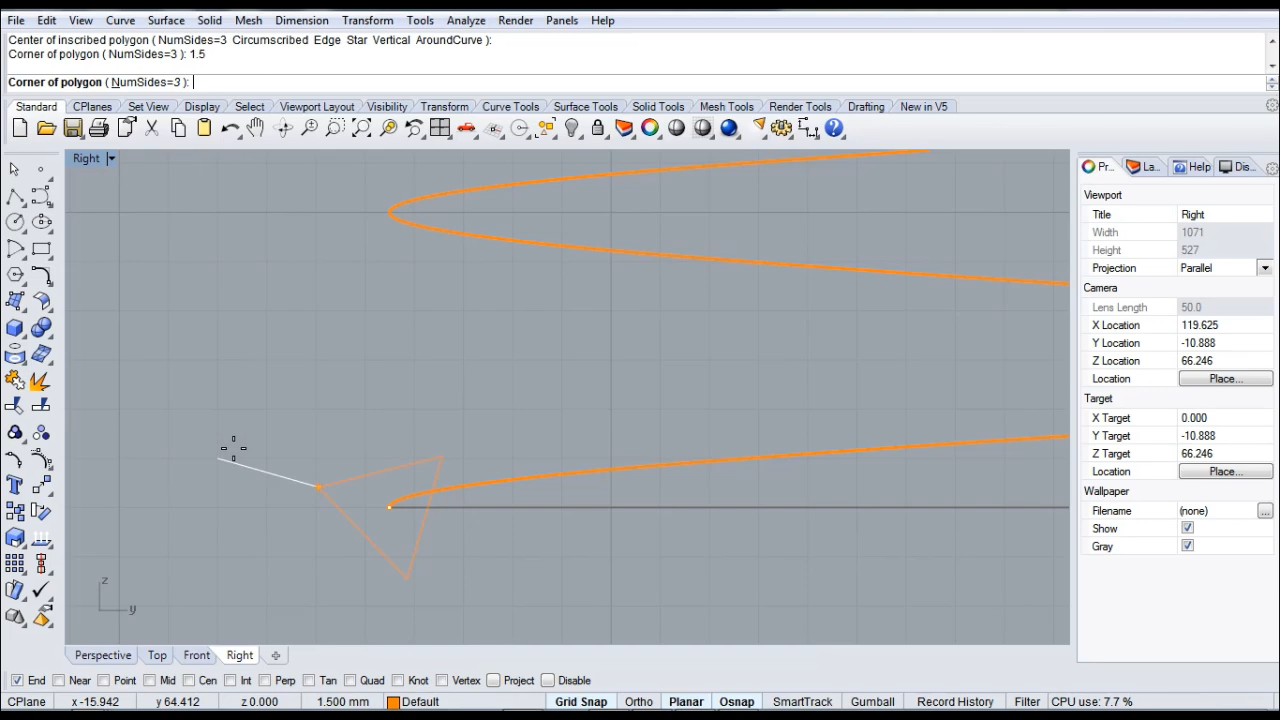 File Edit View Curve Surface Solid Mesh Dimension Transform Tools Analyze Render Panels Help
Center of inscribed polygon ( NumSides=3 Circumscribed Edge Star Vertical AroundCurve ):
Corner of polygon ( NumSides=3 ): 1.5
Corner of polygon ( NumSides=3 ):
Standard CPlanes Set View Display Select Viewport Layout Visibility Transform Curve Tools Surface Tools Solid Tools Mesh Tools Render Tools Drafting New in V5
Right
Pr... La... Help Dis...
Viewport
Title Right
Width 1071
Height 527
Projection Parallel
Camera
Lens Length 50.0
X Location 119.625
Y Location -10.888
Z Location 66.246
Location Place...
Target
X Target 0.000
Y Target -10.888
Z Target 66.246
Location Place...
Wallpaper
Filename (none) ...
Show
Gray
z
y
Perspective Top Front Right
End Near Point Mid Cen Int Perp Tan Quad Knot Vertex Project Disable
CPlane x -15.942 y 64.412 z 0.000 1.500 mm Default Grid Snap Ortho Planar Osnap SmartTrack Gumball Record History Filter CPU use: 7.7 %